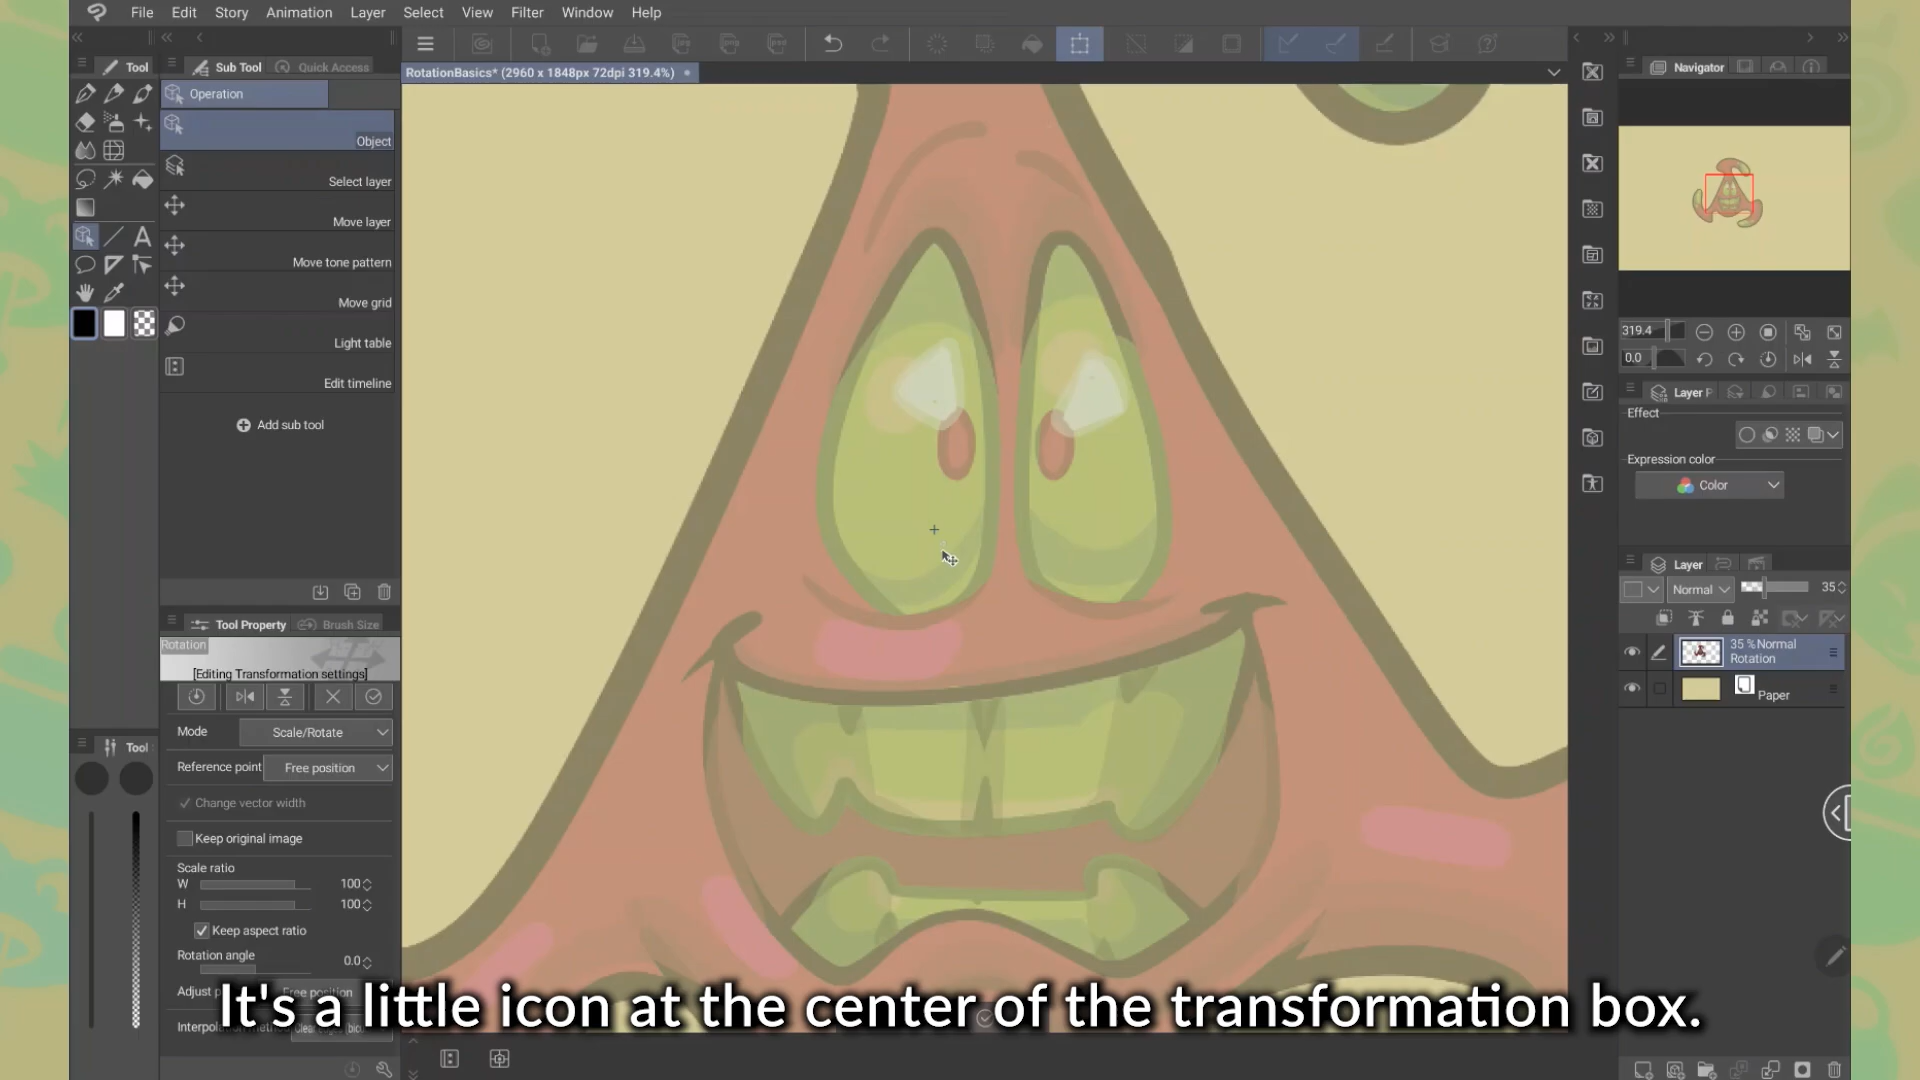 File Edit Story Animation Layer Select View Filter Window Help
Tool
Sub Tool Quick Access
RotationBasics* (2960 x 1848px 72dpi 319.4%)
Navigator
Operation
Object
Select layer
Move layer
Move tone pattern
Move grid
Light table
Edit timeline
Add sub tool
319.4
0.0
Layer P
Effect
Expression color
Color
Layer
Normal 35
35 % Normal
Rotation
Paper
Tool Property Brush Size
Rotation
[Editing Transformation settings]
Mode Scale/Rotate
Reference point Free position
Change vector width
Keep original image
Scale ratio
W 100
H 100
Keep aspect ratio
Rotation angle
0.0
Adjust p Free position
Tool
It's a little icon at the center of the transformation box.